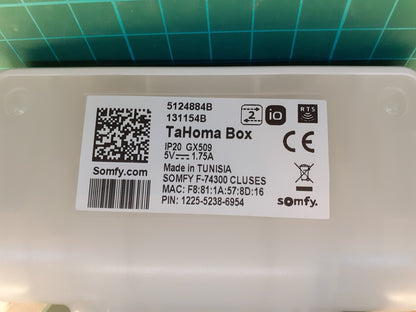 5124884B
131154B
TaHoma Box
IP20 GX509
5V⎓1.75A
Made in TUNISIA
SOMFY F-74300 CLUSES
MAC: F8:81:1A:57:8D:16
PIN: 1225-5238-6954
Somfy.com
2
io
RTS
CE
somfy.